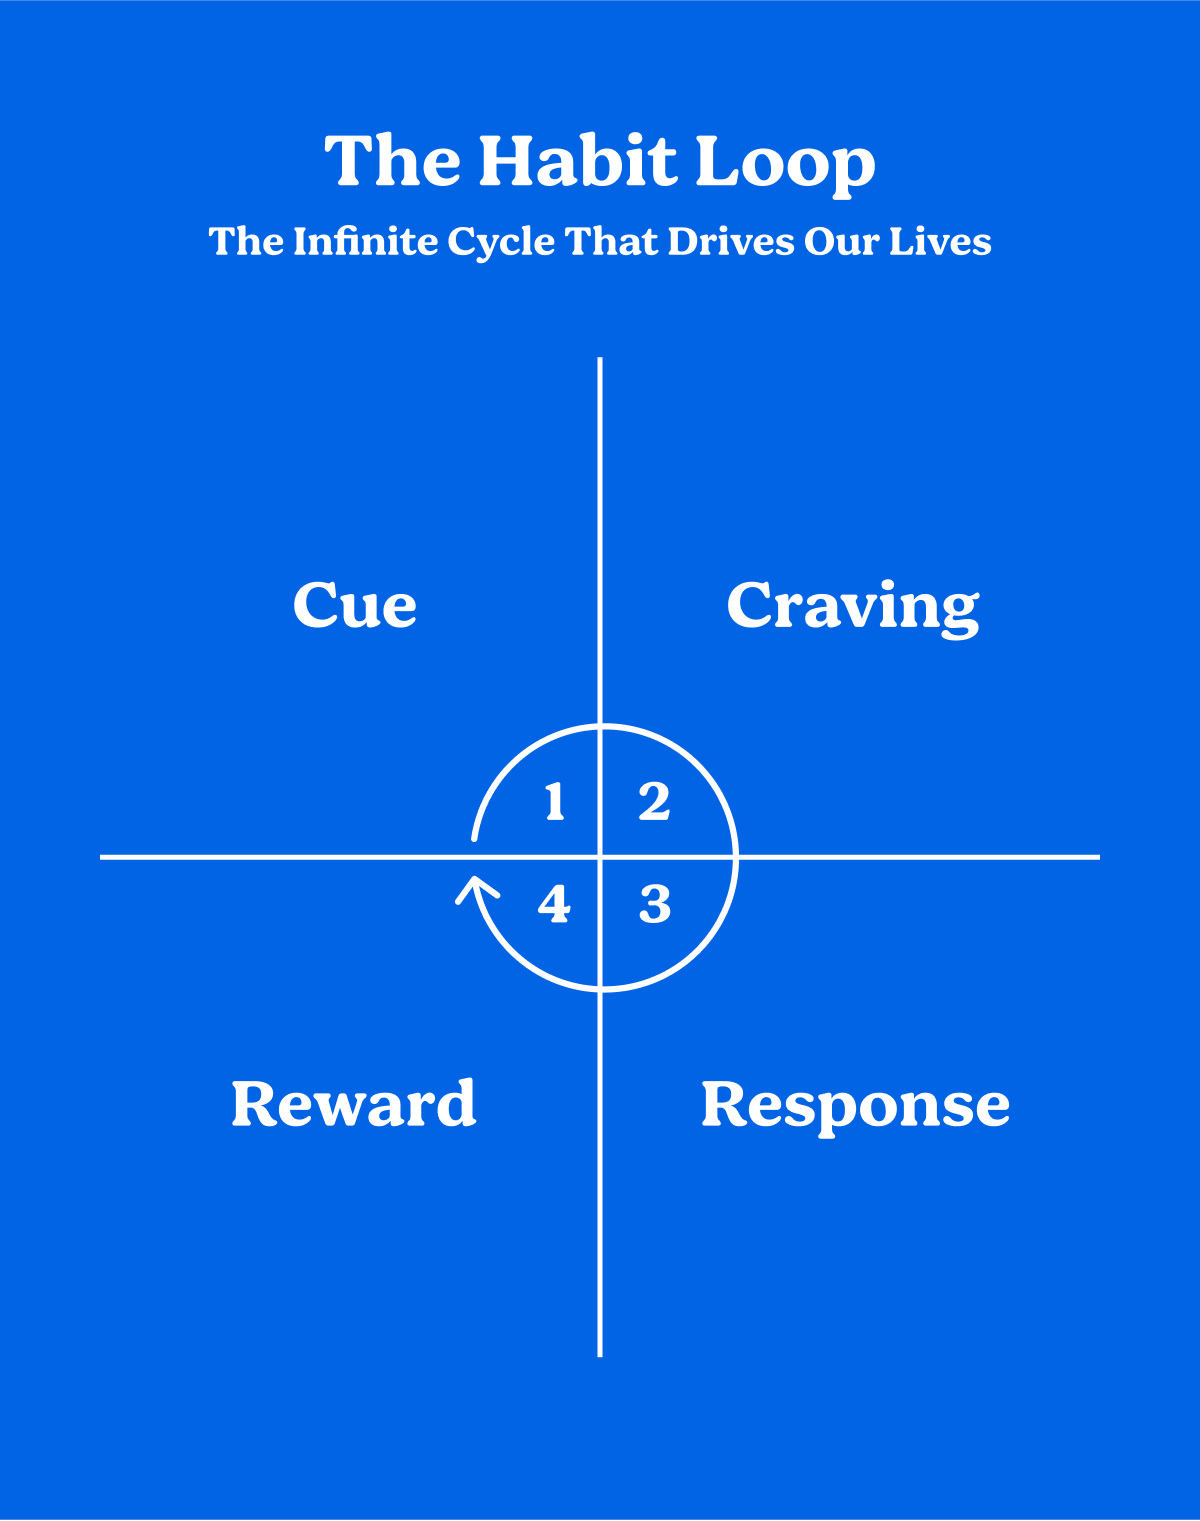 The Habit Loop
The Infinite Cycle That Drives Our Lives
Cue
Craving
1
2
4
3
Reward
Response